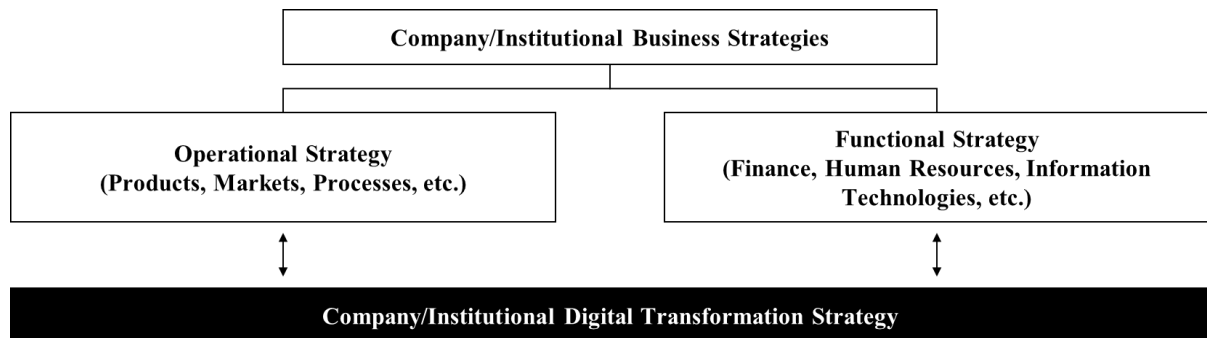 Company/Institutional Business Strategies
Operational Strategy
(Products, Markets, Processes, etc.)
Functional Strategy
(Finance, Human Resources, Information
Technologies, etc.)
Company/Institutional Digital Transformation Strategy